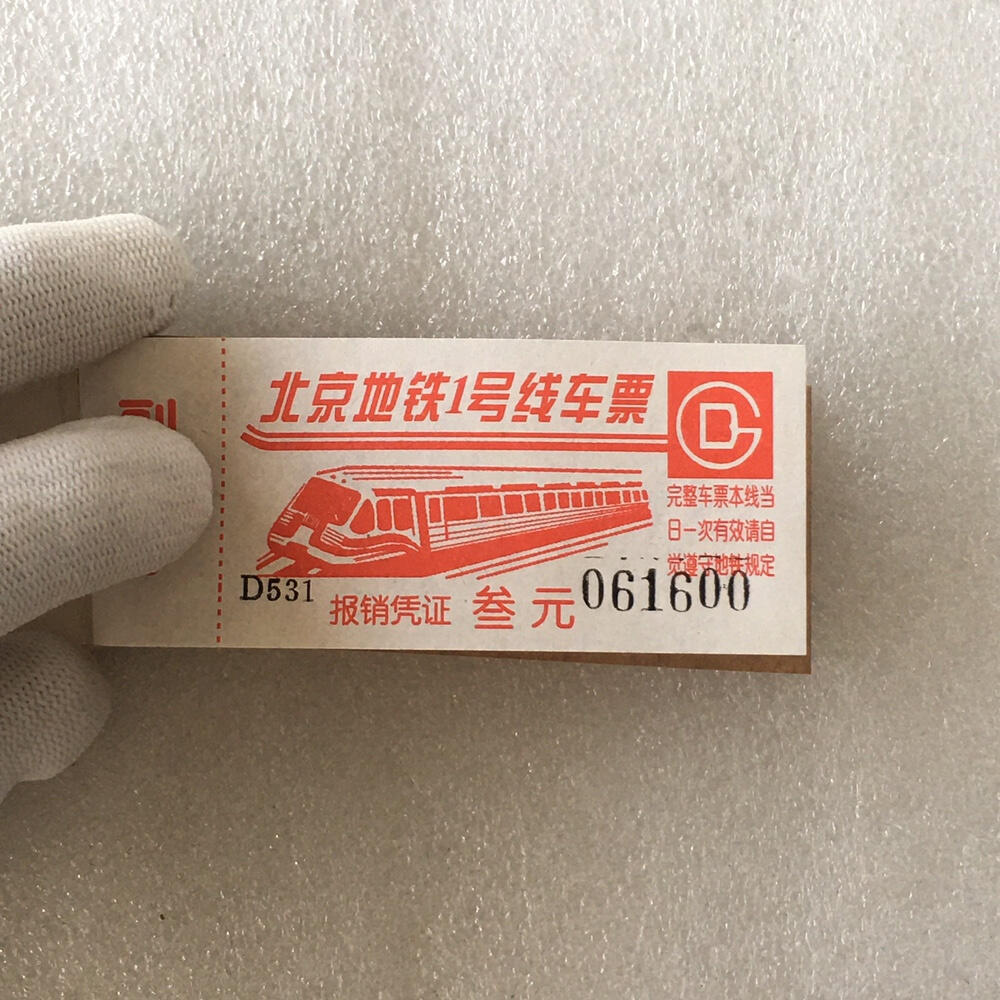 北京地铁1号线车票
完整车票本线当
日一次有效请自
觉遵守地铁规定
D531
报销凭证 叁元
061600
副